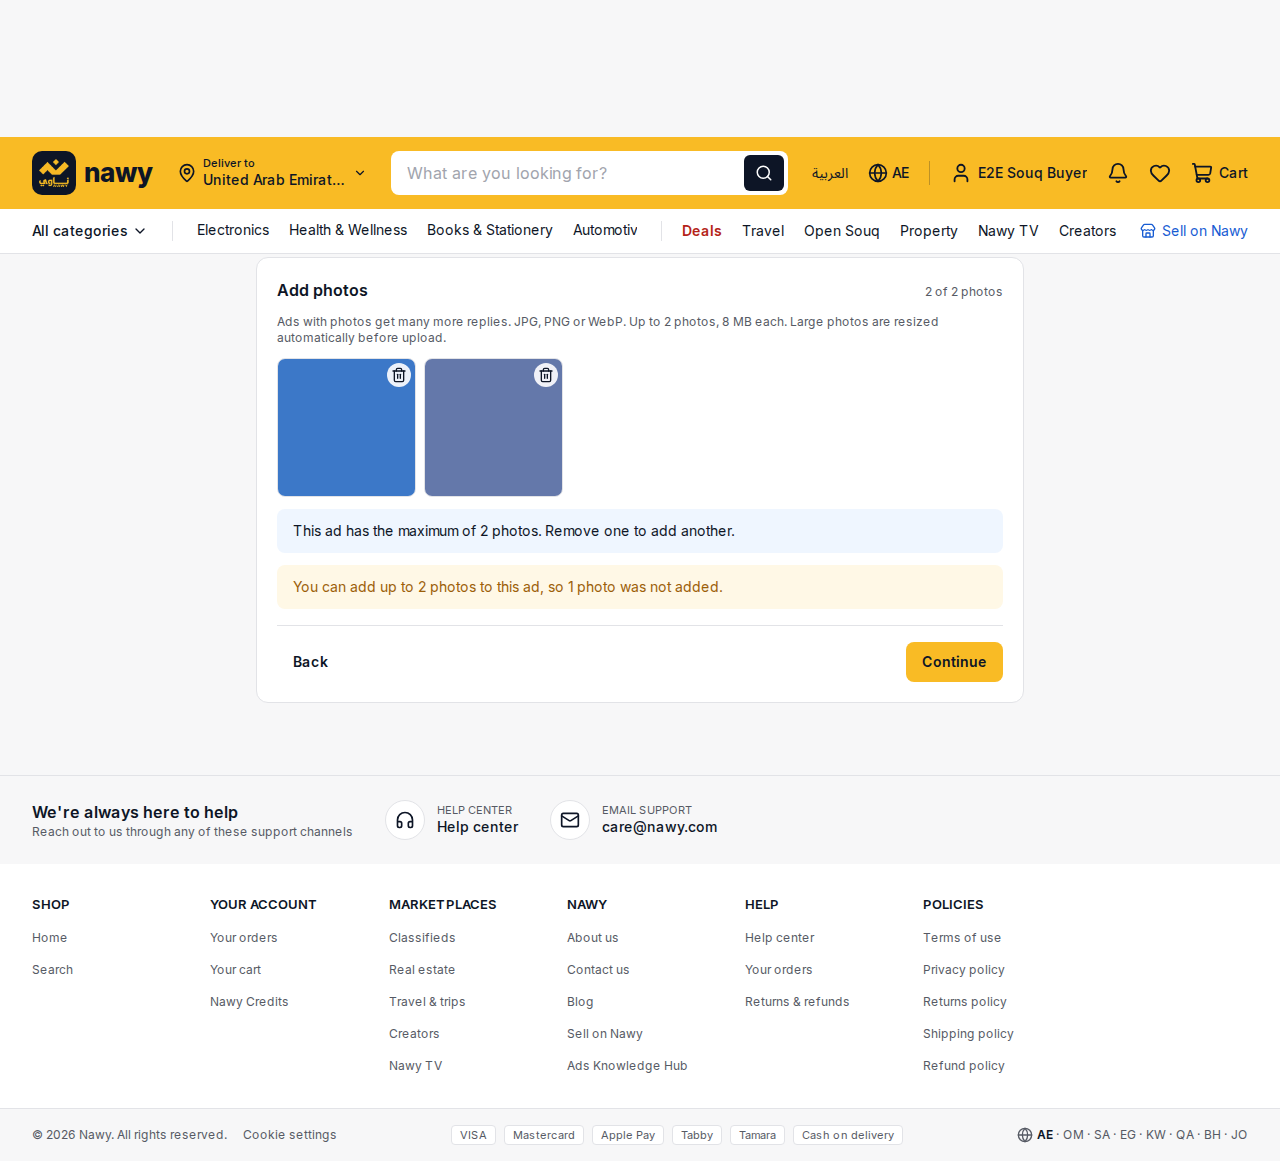 ناوي
NAWY
nawy
Deliver to
United Arab Emirat...
What are you looking for?
العربية
AE
E2E Souq Buyer
Cart
All categories
Electronics
Health & Wellness
Books & Stationery
Automotiv
Deals
Travel
Open Souq
Property
Nawy TV
Creators
Sell on Nawy
Add photos
2 of 2 photos
Ads with photos get many more replies. JPG, PNG or WebP. Up to 2 photos, 8 MB each. Large photos are resized
automatically before upload.
This ad has the maximum of 2 photos. Remove one to add another.
You can add up to 2 photos to this ad, so 1 photo was not added.
Back
Continue
We're always here to help
Reach out to us through any of these support channels
HELP CENTER
Help center
EMAIL SUPPORT
care@nawy.com
SHOP
Home
Search
YOUR ACCOUNT
Your orders
Your cart
Nawy Credits
MARKETPLACES
Classifieds
Real estate
Travel & trips
Creators
Nawy TV
NAWY
About us
Contact us
Blog
Sell on Nawy
Ads Knowledge Hub
HELP
Help center
Your orders
Returns & refunds
POLICIES
Terms of use
Privacy policy
Returns policy
Shipping policy
Refund policy
© 2026 Nawy. All rights reserved.
Cookie settings
VISA
Mastercard
Apple Pay
Tabby
Tamara
Cash on delivery
AE · OM · SA · EG · KW · QA · BH · JO